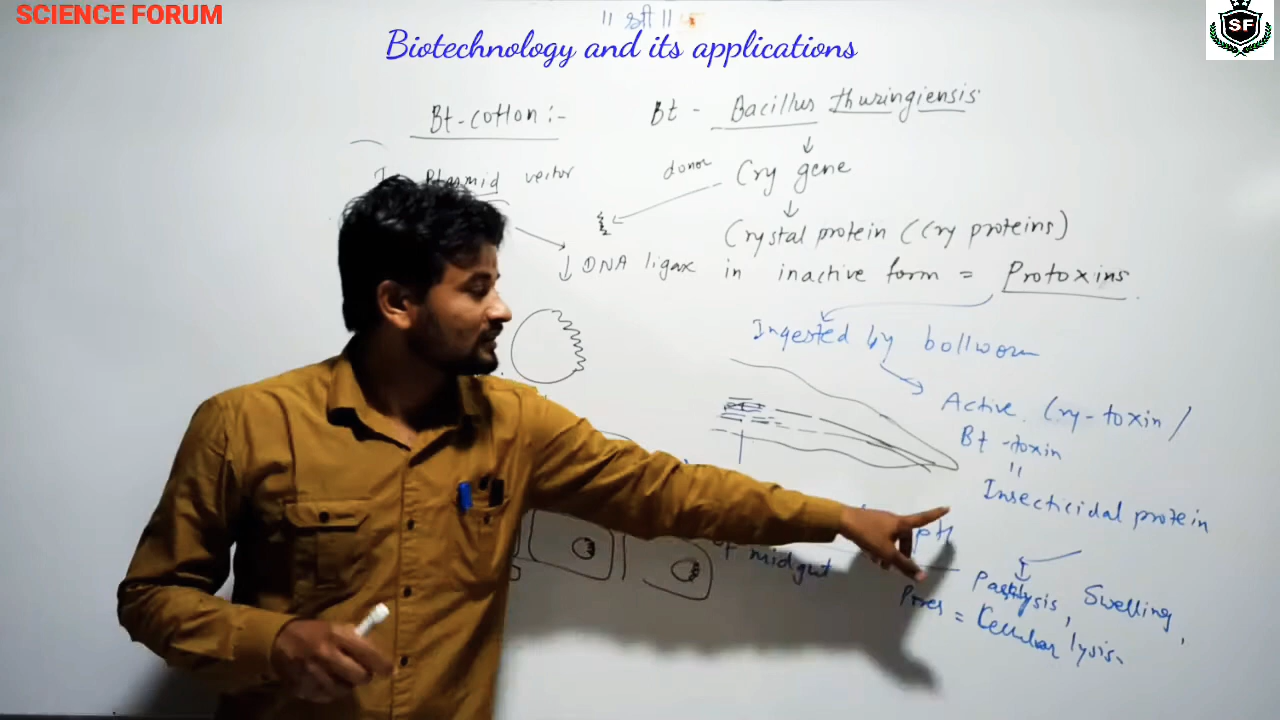 SCIENCE FORUM
॥ श्री ॥
SF
Biotechnology and its applications
Bt-cotton :-
Bt - Bacillus thuringiensis
Plasmid vector
donor
Cry gene
Crystal protein (Cry proteins)
DNA ligax
in inactive form = Protoxins
Ingested by bollworm
Active Cry-toxin /
Bt -toxin
"
Insecticidal protein
pH
of midgut
Swelling,
Pores = Cellular lysis.